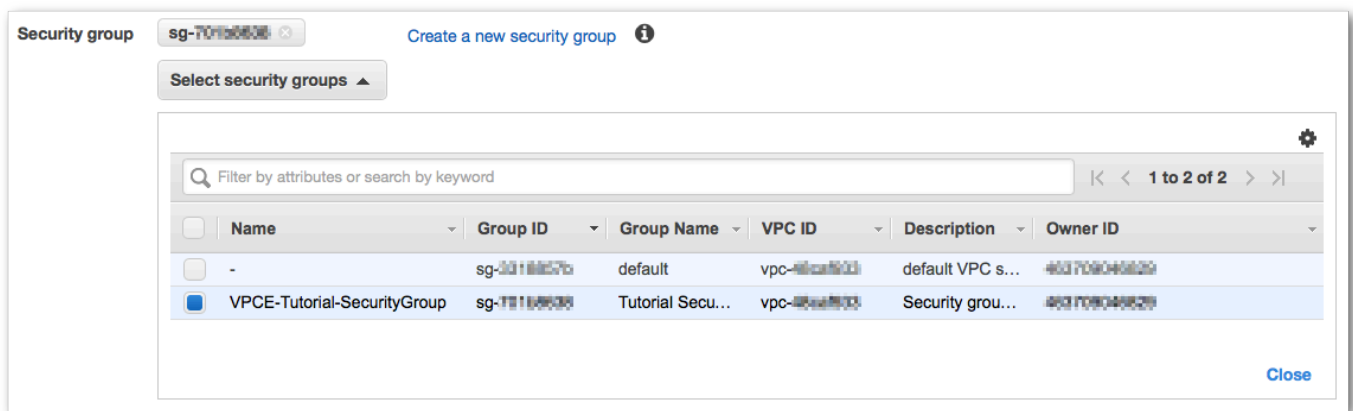 Security group sg- Create a new security group
Select security groups
Filter by attributes or search by keyword 1 to 2 of 2
Name Group ID Group Name VPC ID Description Owner ID
- sg- default vpc- default VPC s...
VPCE-Tutorial-SecurityGroup sg- Tutorial Secu... vpc- Security grou...
Close